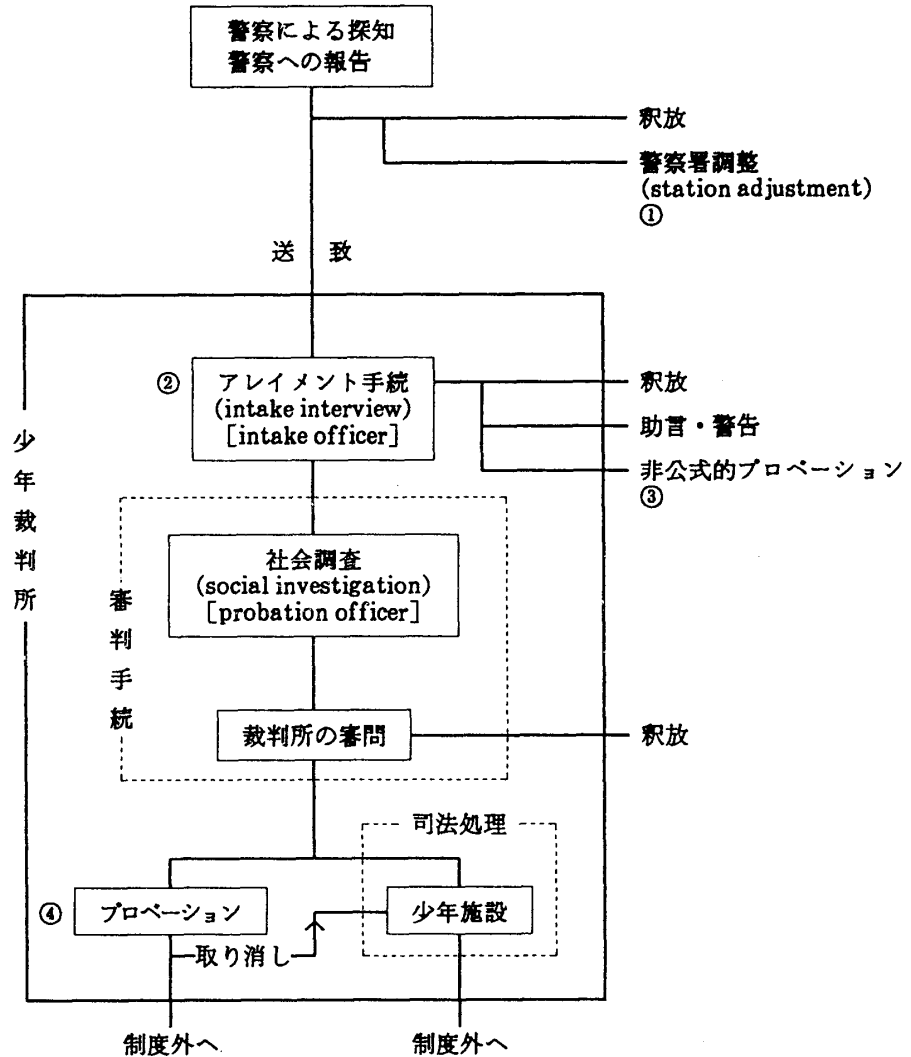 警察による探知
警察への報告
釈放
警察署調整
(station adjustment)
①
送致
②
アレイメント手続
(intake interview)
[intake officer]
釈放
助言・警告
非公式的プロベーション
③
少年裁判所
社会調査
(social investigation)
[probation officer]
審判手続
裁判所の審問
釈放
司法処理
④
プロベーション
少年施設
取り消し
制度外へ
制度外へ